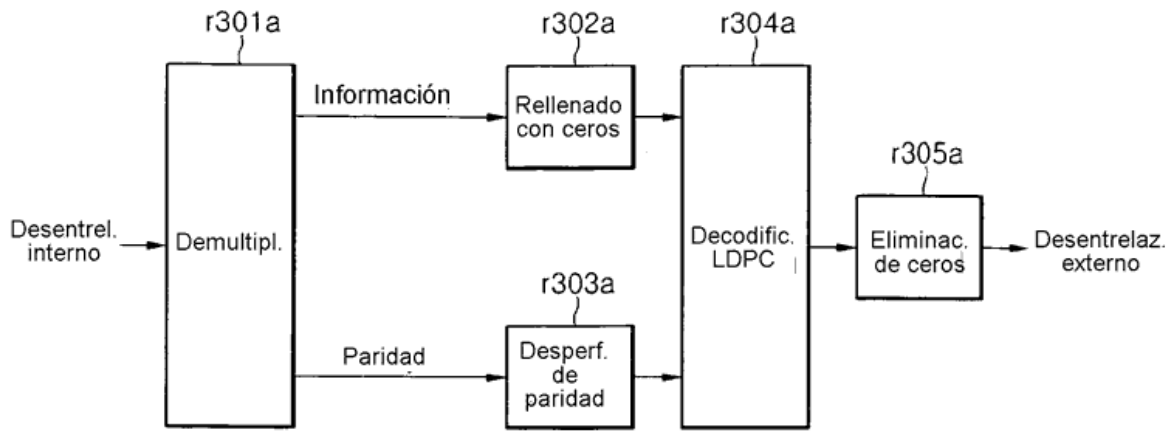 r301a
r302a
r304a
Información
Rellenado
con ceros
r305a
Desentrel.
interno
Demultipl.
Decodific.
LDPC
Eliminac.
de ceros
Desentrelaz.
externo
r303a
Paridad
Desperf.
de
paridad